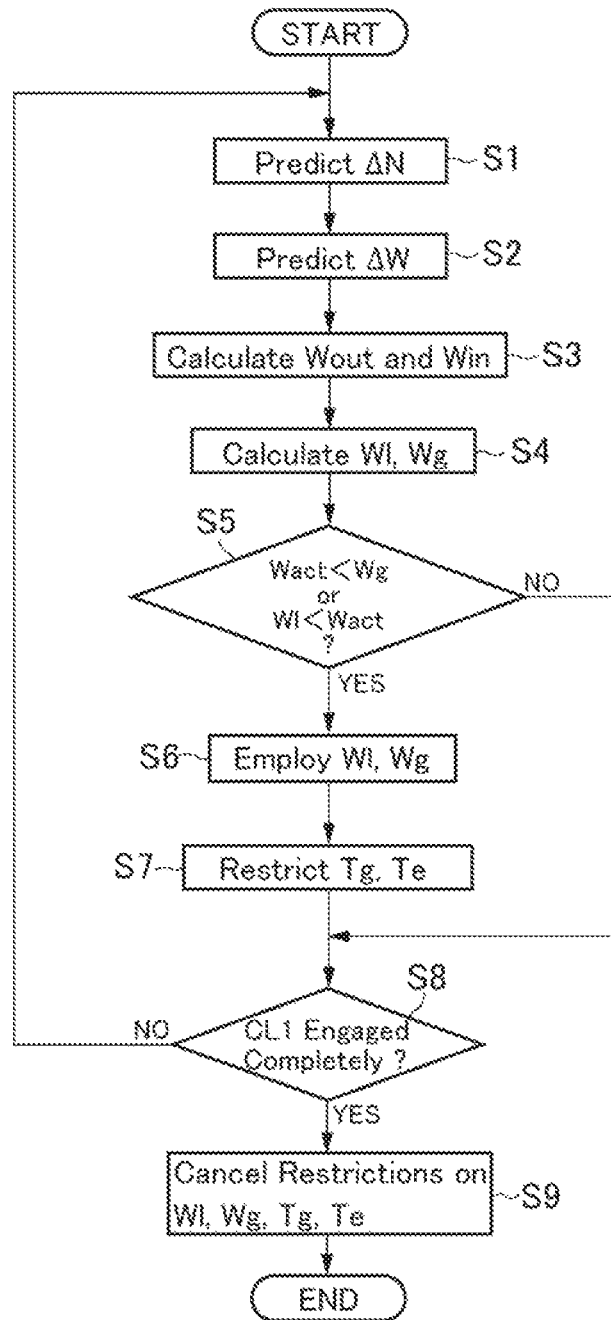 START
Predict ΔN
S1
Predict ΔW
S2
Calculate Wout and Win
S3
Calculate Wl, Wg
S4
S5
Wact<Wg
or
Wl<Wact
?
NO
YES
S6
Employ Wl, Wg
S7
Restrict Tg, Te
S8
NO
CL1 Engaged
Completely ?
YES
Cancel Restrictions on
Wl, Wg, Tg, Te
S9
END